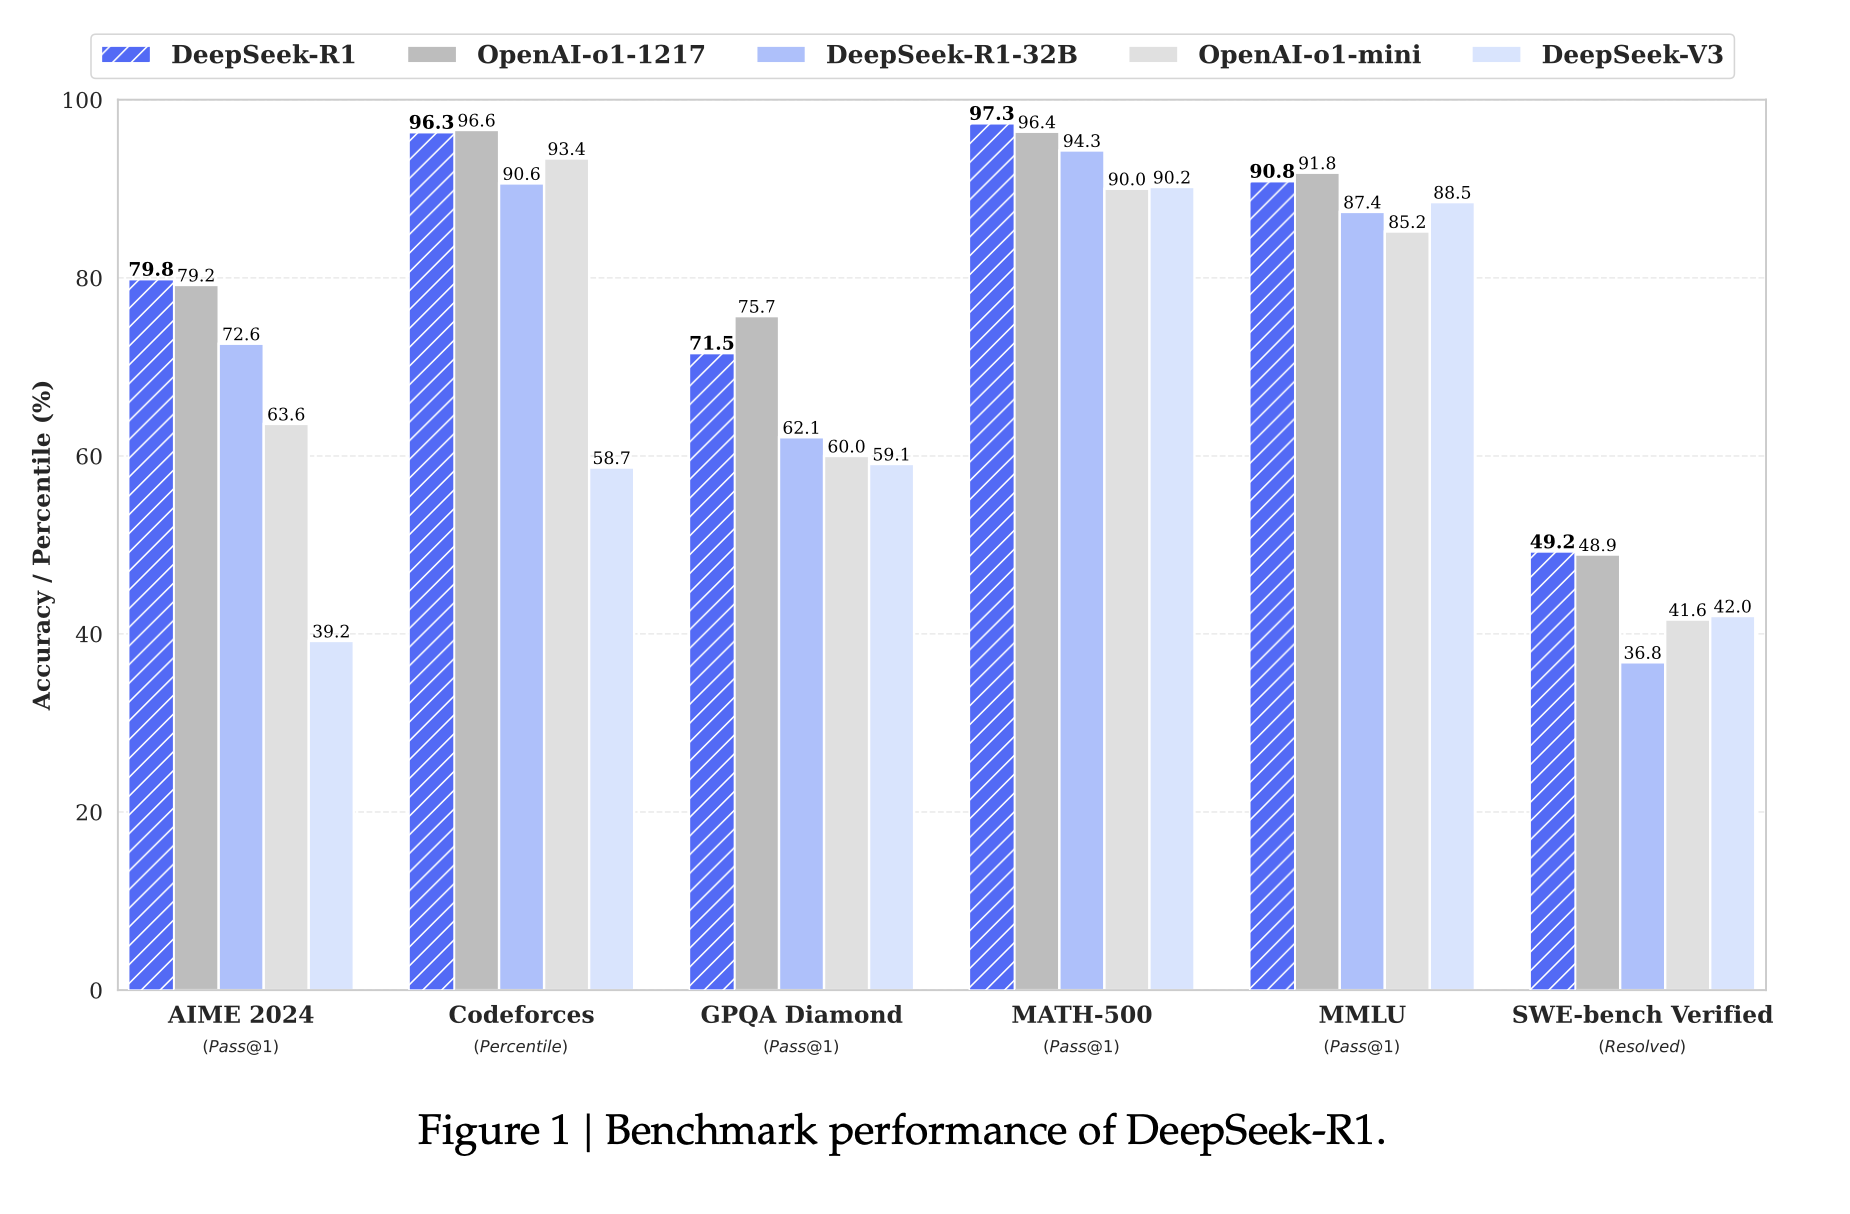 DeepSeek-R1 OpenAI-o1-1217 DeepSeek-R1-32B OpenAI-o1-mini DeepSeek-V3
Accuracy / Percentile (%)
100
80
60
40
20
0
79.8 79.2 72.6 63.6 39.2
96.3 96.6 90.6 93.4 58.7
71.5 75.7 62.1 60.0 59.1
97.3 96.4 94.3 90.0 90.2
90.8 91.8 87.4 85.2 88.5
49.2 48.9 36.8 41.6 42.0
AIME 2024 Codeforces GPQA Diamond MATH-500 MMLU SWE-bench Verified
(Pass@1) (Percentile) (Pass@1) (Pass@1) (Pass@1) (Resolved)
Figure 1 | Benchmark performance of DeepSeek-R1.